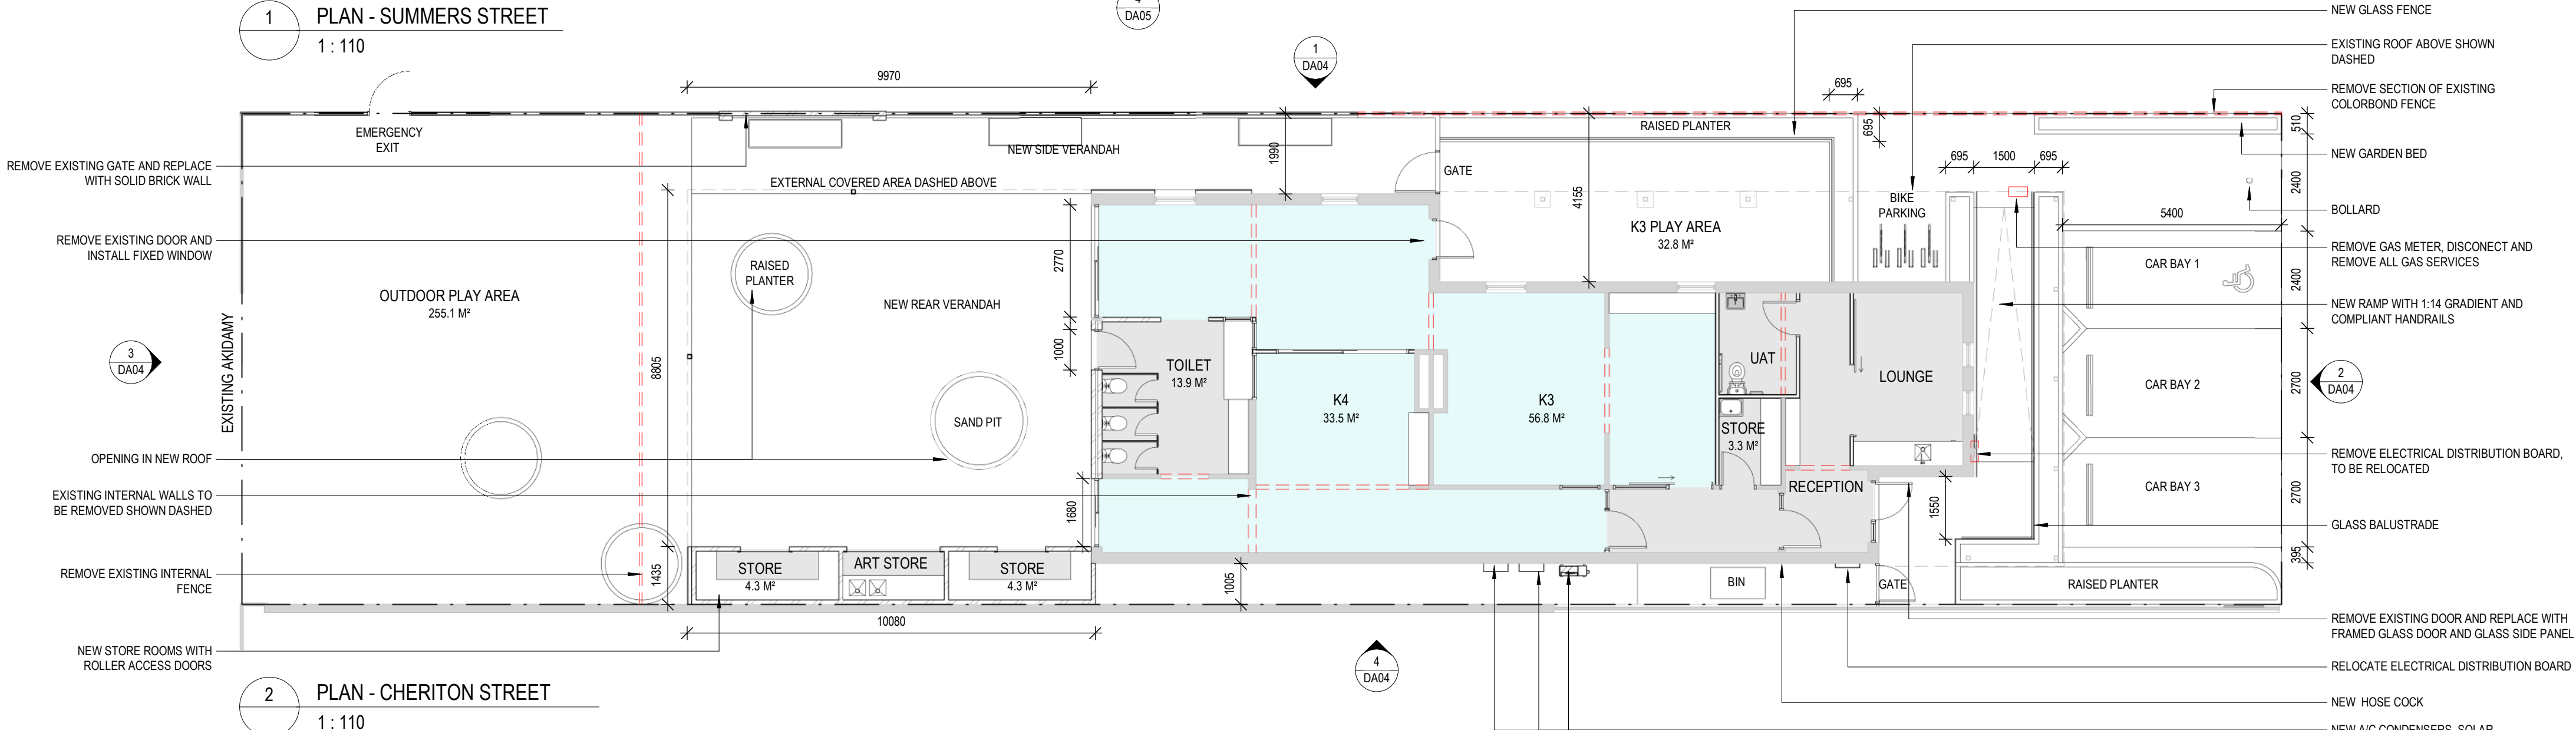 1
PLAN - SUMMERS STREET
1 : 110
DA05
1
DA04
NEW GLASS FENCE
EXISTING ROOF ABOVE SHOWN
DASHED
REMOVE SECTION OF EXISTING
COLORBOND FENCE
NEW GARDEN BED
BOLLARD
REMOVE GAS METER, DISCONECT AND
REMOVE ALL GAS SERVICES
NEW RAMP WITH 1:14 GRADIENT AND
COMPLIANT HANDRAILS
2
DA04
REMOVE ELECTRICAL DISTRIBUTION BOARD,
TO BE RELOCATED
GLASS BALUSTRADE
REMOVE EXISTING DOOR AND REPLACE WITH
FRAMED GLASS DOOR AND GLASS SIDE PANEL
RELOCATE ELECTRICAL DISTRIBUTION BOARD
NEW HOSE COCK
NEW A/C CONDENSERS, SOLAR
9970
695
695
510
695
1500
695
2400
5400
2400
2700
2700
395
EMERGENCY
EXIT
REMOVE EXISTING GATE AND REPLACE
WITH SOLID BRICK WALL
REMOVE EXISTING DOOR AND
INSTALL FIXED WINDOW
OPENING IN NEW ROOF
EXISTING INTERNAL WALLS TO
BE REMOVED SHOWN DASHED
REMOVE EXISTING INTERNAL
FENCE
NEW STORE ROOMS WITH
ROLLER ACCESS DOORS
3
DA04
EXISTING AKIDAMY
OUTDOOR PLAY AREA
255.1 M²
NEW SIDE VERANDAH
EXTERNAL COVERED AREA DASHED ABOVE
RAISED
PLANTER
NEW REAR VERANDAH
SAND PIT
8805
1435
1990
2770
1000
1680
1005
4155
GATE
RAISED PLANTER
K3 PLAY AREA
32.8 M²
BIKE
PARKING
TOILET
13.9 M²
K4
33.5 M²
K3
56.8 M²
UAT
STORE
3.3 M²
LOUNGE
RECEPTION
1550
CAR BAY 1
CAR BAY 2
CAR BAY 3
STORE
4.3 M²
ART STORE
STORE
4.3 M²
BIN
GATE
RAISED PLANTER
10080
4
DA04
2
PLAN - CHERITON STREET
1 : 110